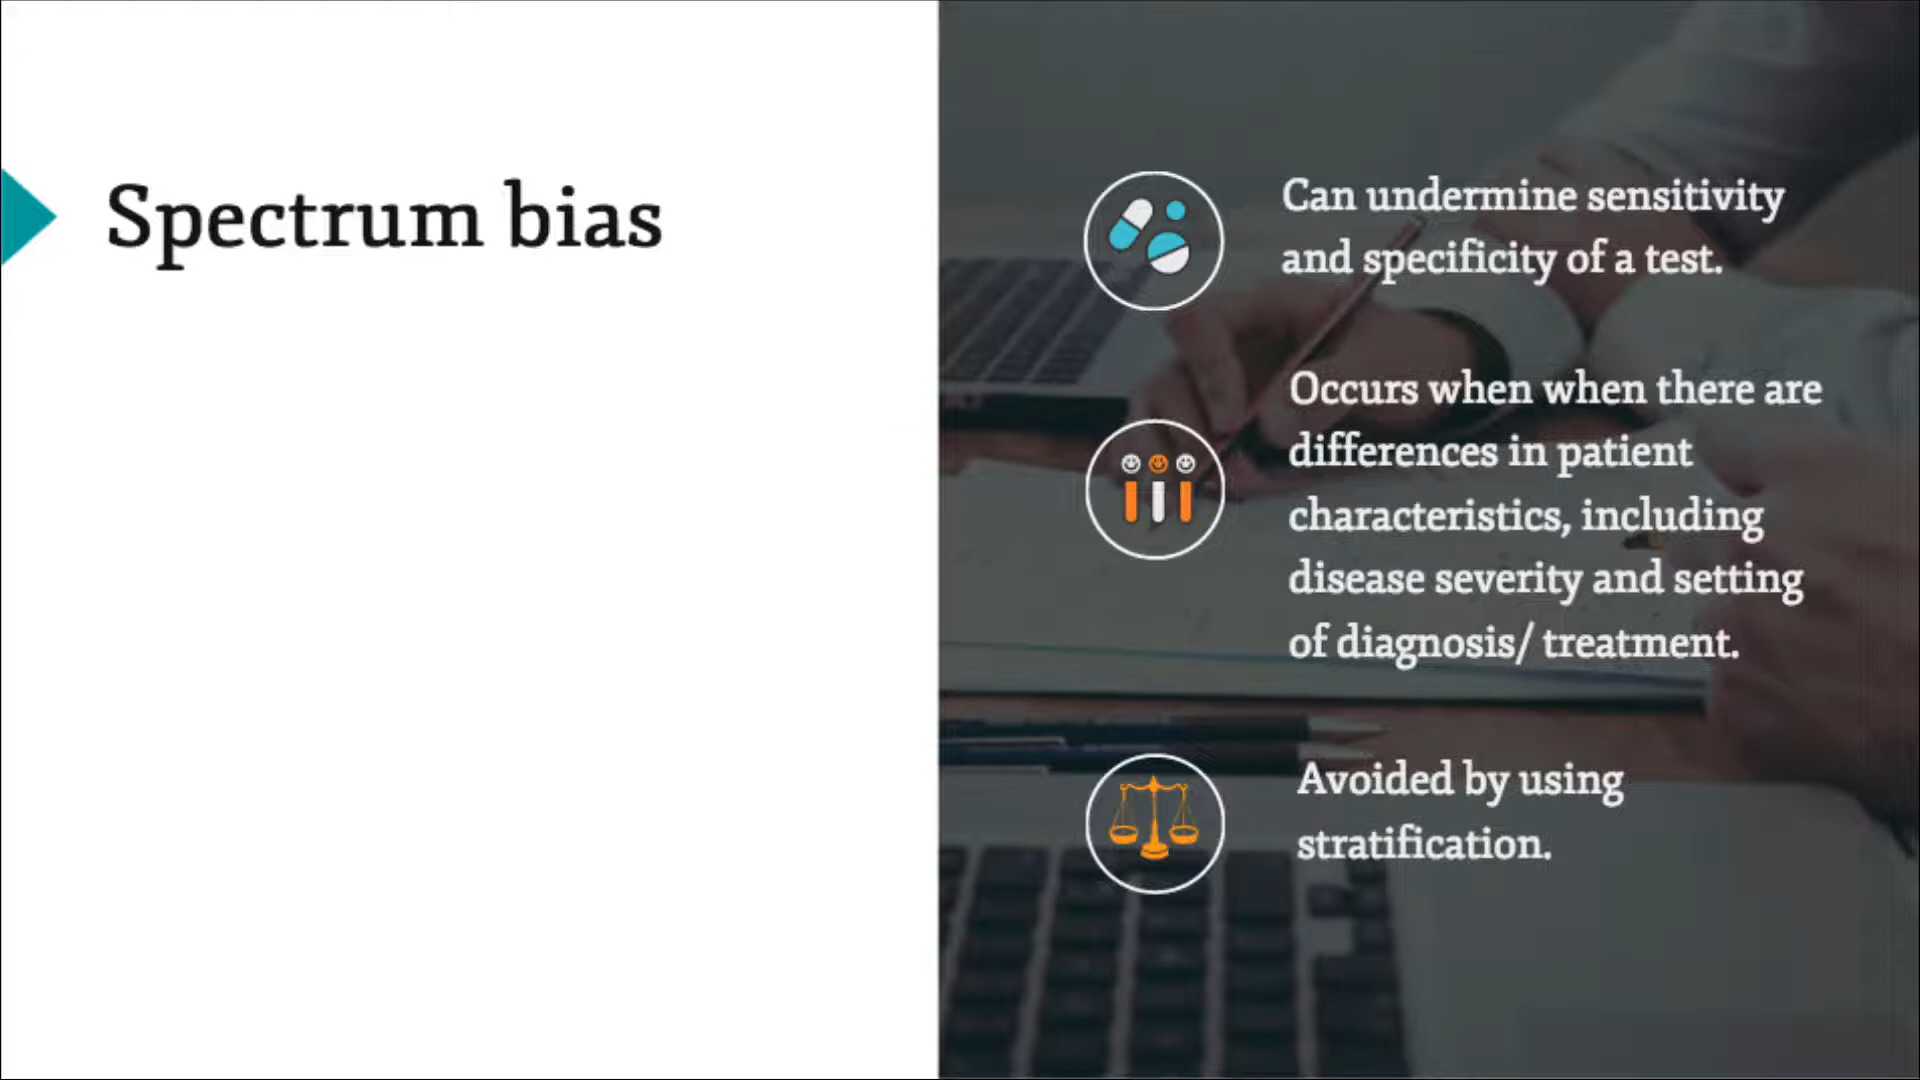 Spectrum bias
Can undermine sensitivity
and specificity of a test.
Occurs when when there are
differences in patient
characteristics, including
disease severity and setting
of diagnosis/ treatment.
Avoided by using
stratification.